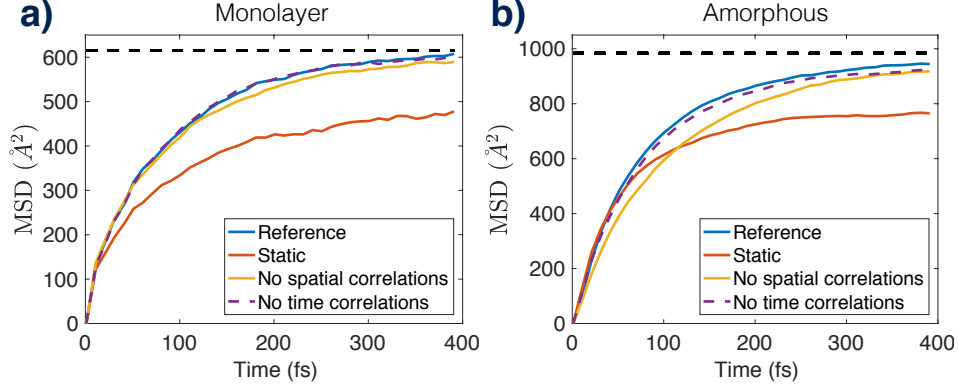 a) Monolayer
MSD (Å²)
600
500
400
300
200
100
0
0 100 200 300 400
Time (fs)
Reference
Static
No spatial correlations
No time correlations
b) Amorphous
MSD (Å²)
1000
800
600
400
200
0
0 100 200 300 400
Time (fs)
Reference
Static
No spatial correlations
No time correlations